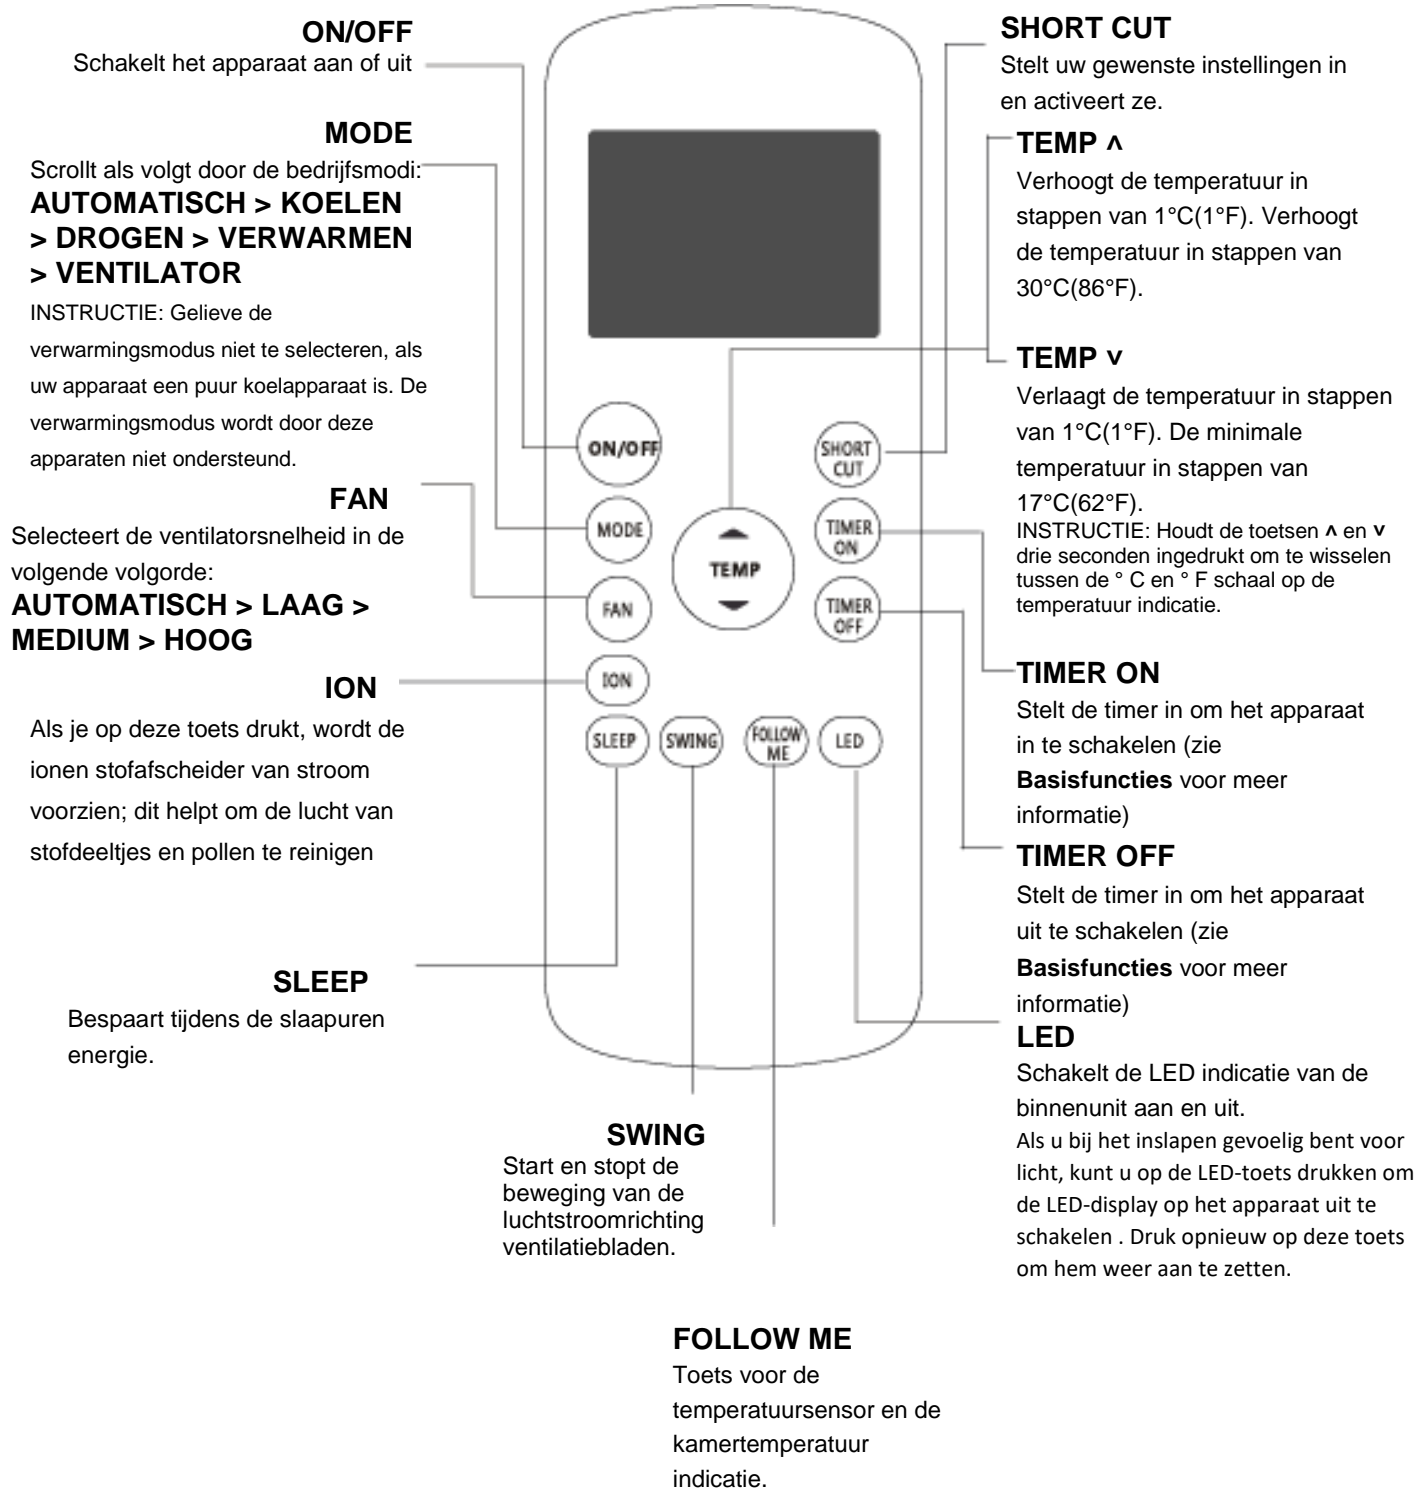 ON/OFF
Schakelt het apparaat aan of uit
MODE
Scrollt als volgt door de bedrijfsmodi:
AUTOMATISCH > KOELEN
> DROGEN > VERWARMEN
> VENTILATOR
INSTRUCTIE: Gelieve de
verwarmingsmodus niet te selecteren, als
uw apparaat een puur koelapparaat is. De
verwarmingsmodus wordt door deze
apparaten niet ondersteund.
FAN
Selecteert de ventilatorsnelheid in de
volgende volgorde:
AUTOMATISCH > LAAG >
MEDIUM > HOOG
ION
Als je op deze toets drukt, wordt de
ionen stofafscheider van stroom
voorzien; dit helpt om de lucht van
stofdeeltjes en pollen te reinigen
SLEEP
Bespaart tijdens de slaapuren
energie.
ON/OFF
MODE
FAN
ION
SLEEP
SWING
FOLLOW
ME
LED
TEMP
SHORT
CUT
TIMER
ON
TIMER
OFF
SWING
Start en stopt de
beweging van de
luchtstroomrichting
ventilatiebladen.
FOLLOW ME
Toets voor de
temperatuursensor en de
kamertemperatuur
indicatie.
SHORT CUT
Stelt uw gewenste instellingen in
en activeert ze.
TEMP ˄
Verhoogt de temperatuur in
stappen van 1°C(1°F). Verhoogt
de temperatuur in stappen van
30°C(86°F).
TEMP ˅
Verlaagt de temperatuur in stappen
van 1°C(1°F). De minimale
temperatuur in stappen van
17°C(62°F).
INSTRUCTIE: Houdt de toetsen ˄ en ˅
drie seconden ingedrukt om te wisselen
tussen de ° C en ° F schaal op de
temperatuur indicatie.
TIMER ON
Stelt de timer in om het apparaat
in te schakelen (zie
Basisfuncties voor meer
informatie)
TIMER OFF
Stelt de timer in om het apparaat
uit te schakelen (zie
Basisfuncties voor meer
informatie)
LED
Schakelt de LED indicatie van de
binnenunit aan en uit.
Als u bij het inslapen gevoelig bent voor
licht, kunt u op de LED-toets drukken om
de LED-display op het apparaat uit te
schakelen . Druk opnieuw op deze toets
om hem weer aan te zetten.